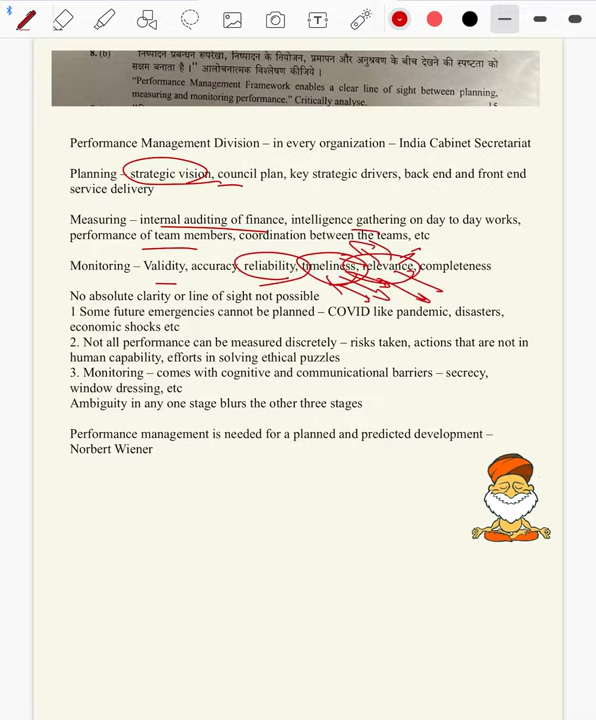 8. (b) निष्पादन प्रबन्धन रूपरेखा, निष्पादन के नियोजन, प्रमापन और अनुश्रवण के बीच देखने की स्पष्टता को
सक्षम बनाता है।” आलोचनात्मक विश्लेषण कीजिये ।
“Performance Management Framework enables a clear line of sight between planning,
measuring and monitoring performance.” Critically analyse. 15
Performance Management Division – in every organization – India Cabinet Secretariat
Planning – strategic vision, council plan, key strategic drivers, back end and front end
service delivery
Measuring – internal auditing of finance, intelligence gathering on day to day works,
performance of team members, coordination between the teams, etc
Monitoring – Validity, accuracy, reliability, timeliness, relevance, completeness
No absolute clarity or line of sight not possible
1 Some future emergencies cannot be planned – COVID like pandemic, disasters,
economic shocks etc
2. Not all performance can be measured discretely – risks taken, actions that are not in
human capability, efforts in solving ethical puzzles
3. Monitoring – comes with cognitive and communicational barriers – secrecy,
window dressing, etc
Ambiguity in any one stage blurs the other three stages
Performance management is needed for a planned and predicted development –
Norbert Wiener